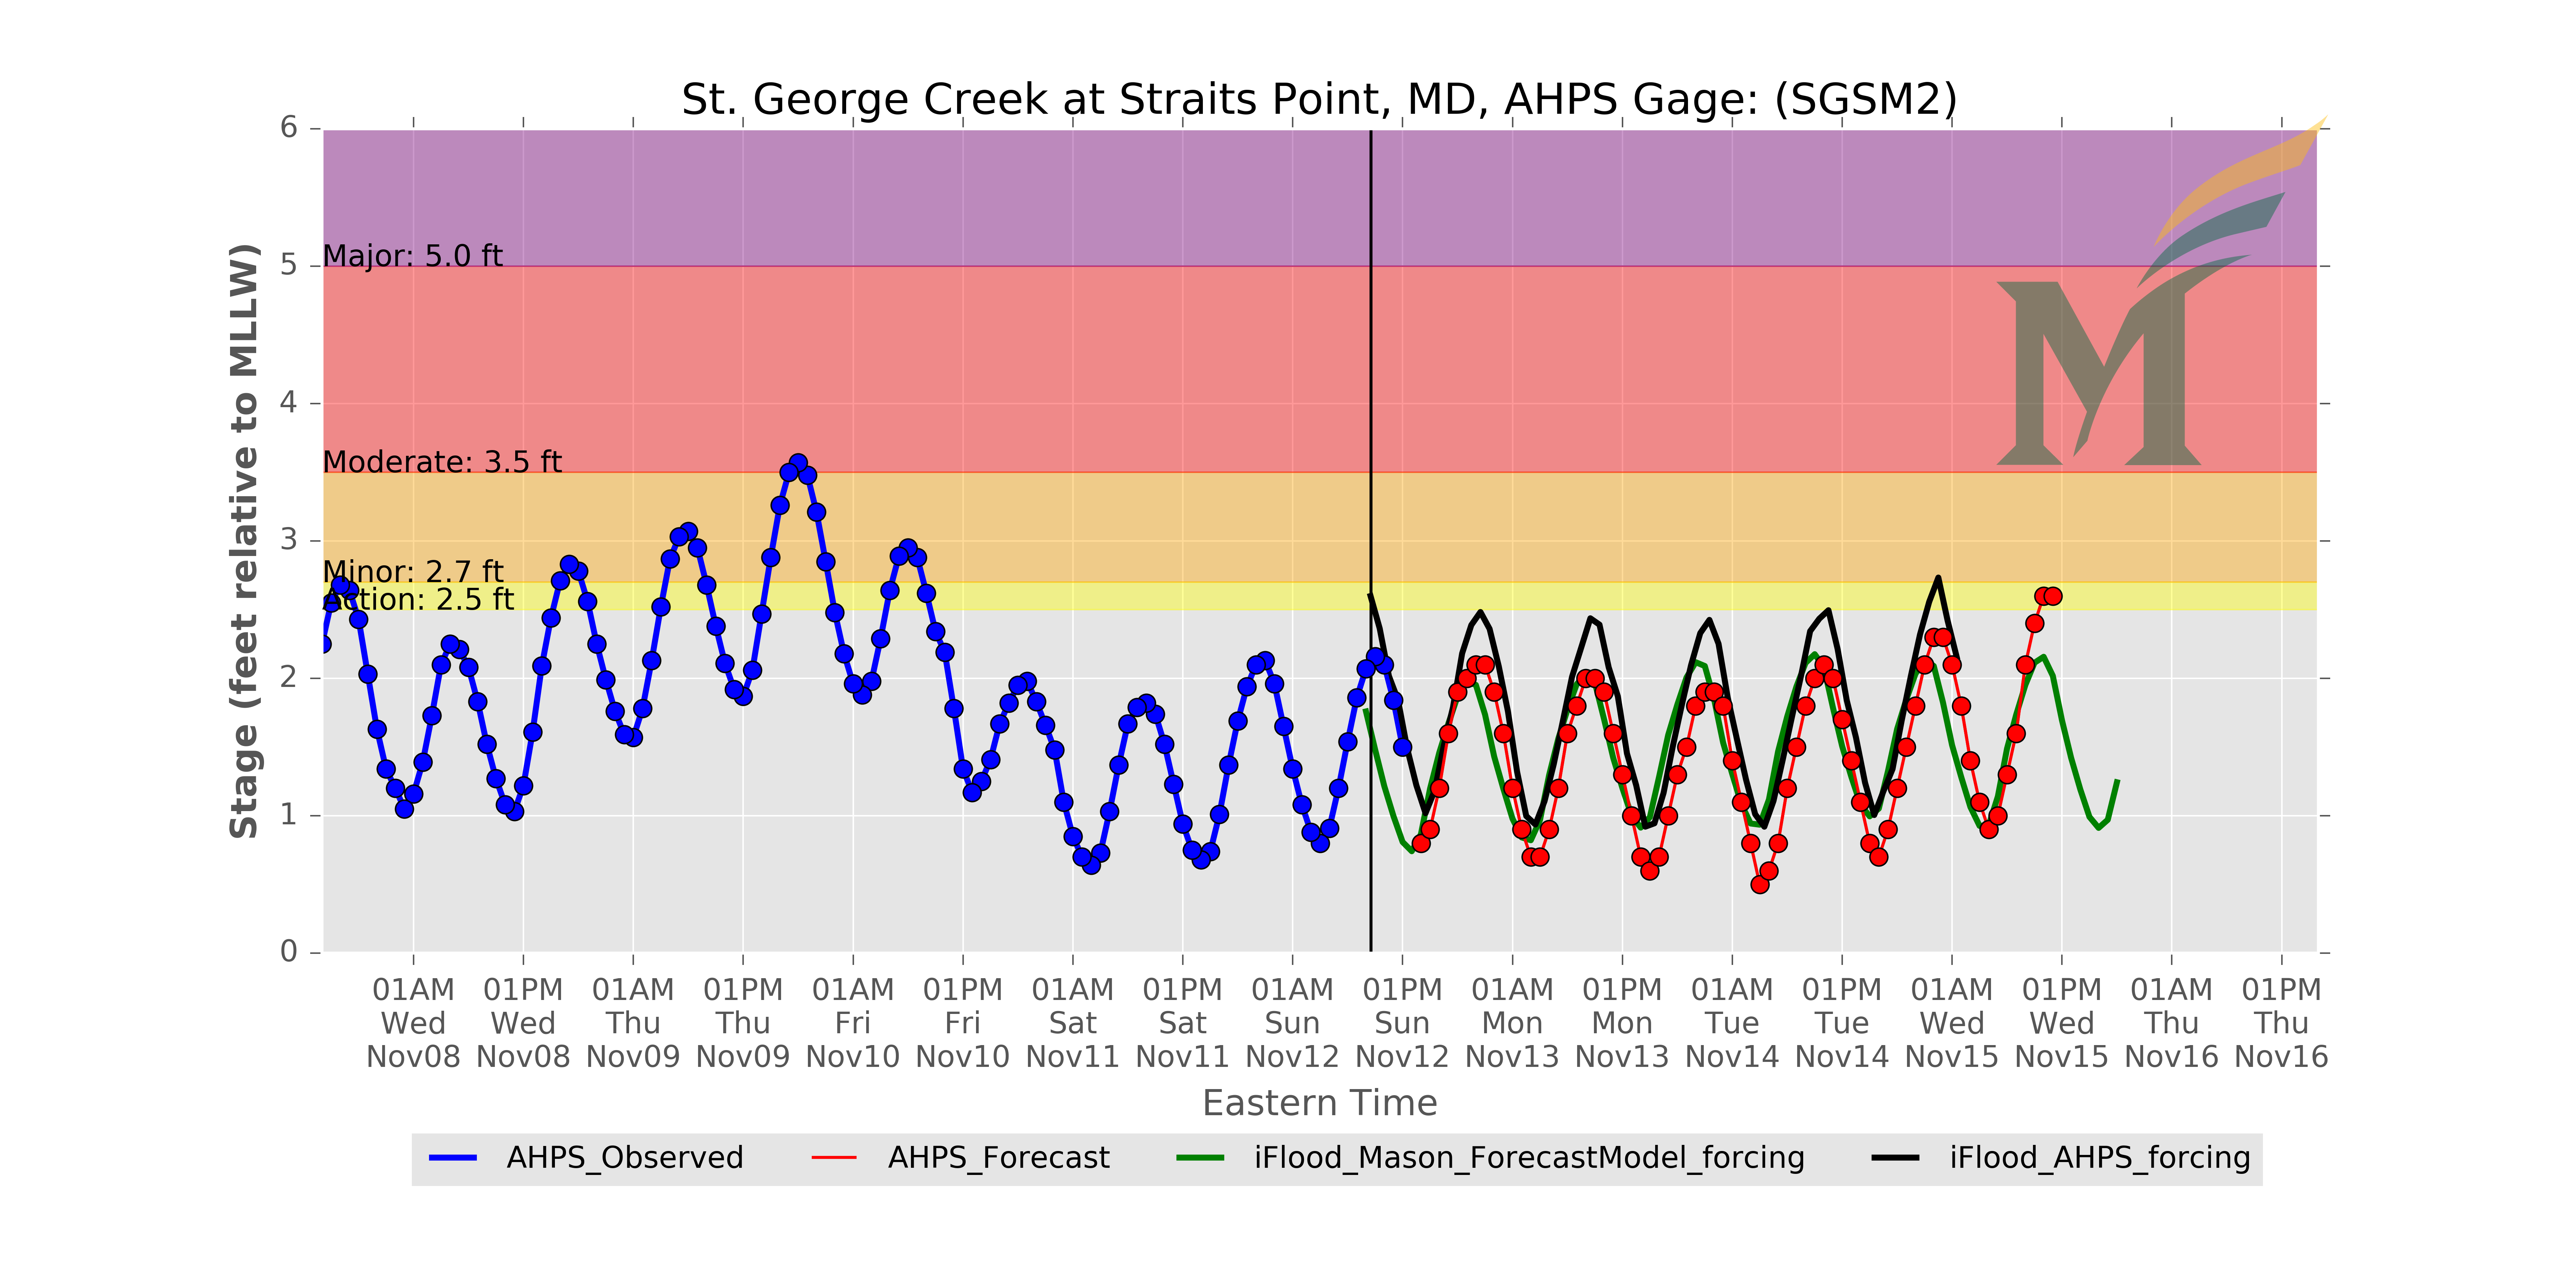 St. George Creek at Straits Point, MD, AHPS Gage: (SGSM2)
Stage (feet relative to MLLW)
6
5
4
3
2
1
0
Major: 5.0 ft
Moderate: 3.5 ft
Minor: 2.7 ft
Action: 2.5 ft
M
01AM 01PM 01AM 01PM 01AM 01PM 01AM 01PM 01AM 01PM 01AM 01PM 01AM 01PM 01AM 01PM 01AM 01PM
Wed Wed Thu Thu Fri Fri Sat Sat Sun Sun Mon Mon Tue Tue Wed Wed Thu Thu
Nov08 Nov08 Nov09 Nov09 Nov10 Nov10 Nov11 Nov11 Nov12 Nov12 Nov13 Nov13 Nov14 Nov14 Nov15 Nov15 Nov16 Nov16
Eastern Time
AHPS_Observed AHPS_Forecast iFlood_Mason_ForecastModel_forcing iFlood_AHPS_forcing